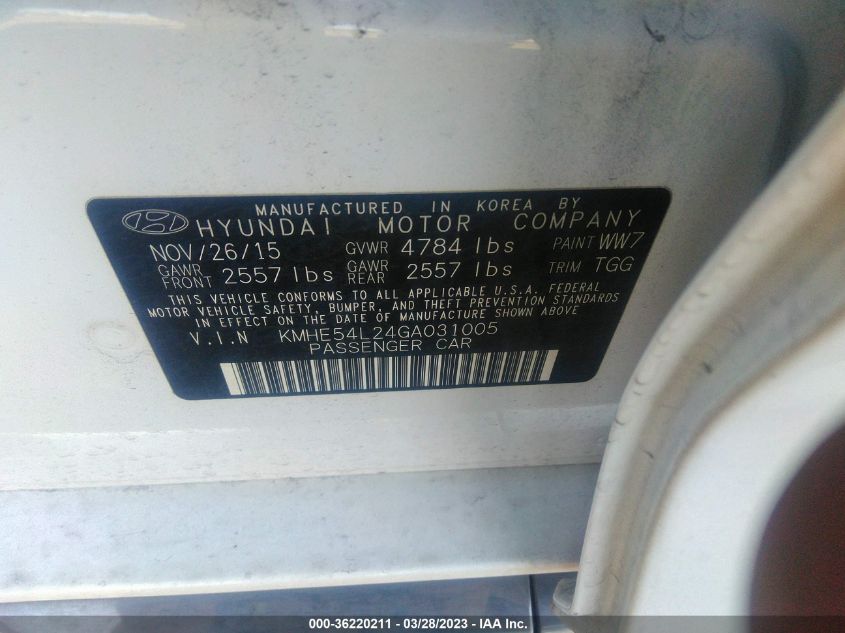 MANUFACTURED IN KOREA BY
HYUNDAI MOTOR COMPANY
NOV/26/15 GVWR 4784 lbs PAINT WW7
GAWR FRONT 2557 lbs GAWR REAR 2557 lbs TRIM TGG
THIS VEHICLE CONFORMS TO ALL APPLICABLE U.S.A. FEDERAL
MOTOR VEHICLE SAFETY, BUMPER, AND THEFT PREVENTION STANDARDS
IN EFFECT ON THE DATE OF MANUFACTURE SHOWN ABOVE
V.I.N KMHE54L24GA031005
PASSENGER CAR
000-36220211 - 03/28/2023 - IAA Inc.